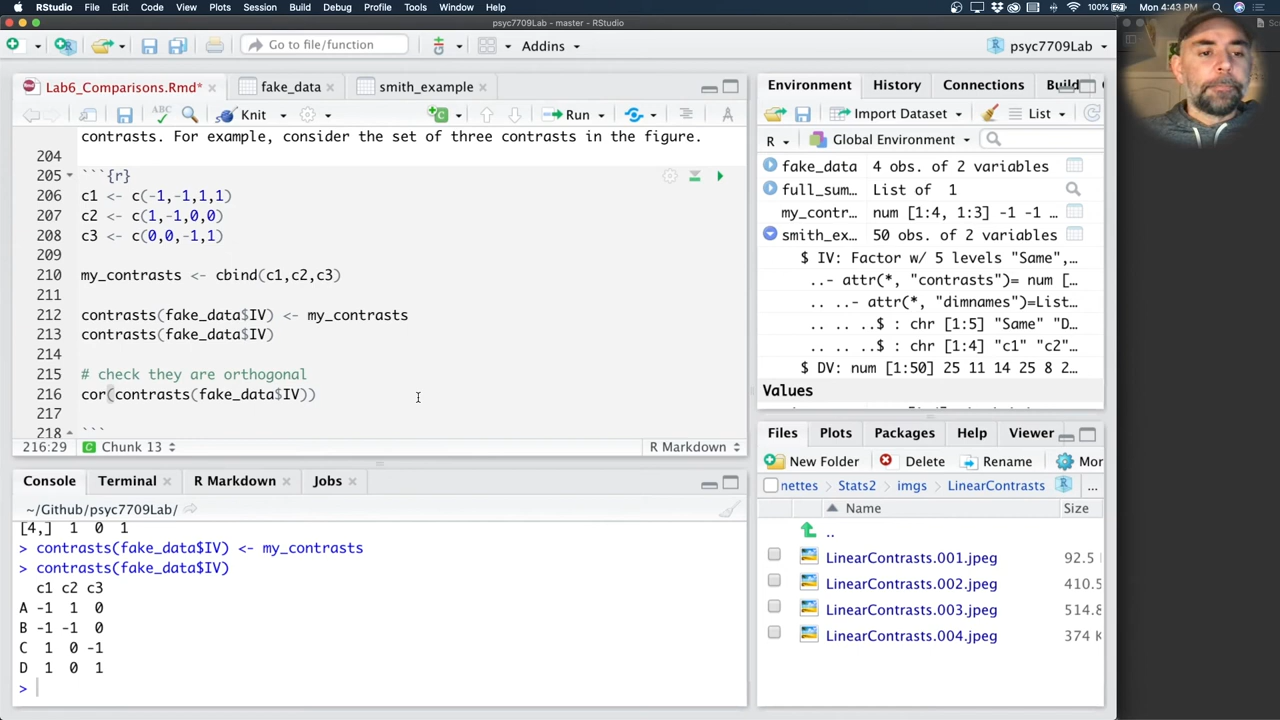 RStudio File Edit Code View Plots Session Build Debug Profile Tools Window Help 100% Mon 4:43 PM
psyc7709Lab - master - RStudio
Go to file/function Addins psyc7709Lab
Lab6_Comparisons.Rmd* fake_data smith_example
ABC Knit Run
contrasts. For example, consider the set of three contrasts in the figure.
204
205 ```{r}
206 c1 <- c(-1,-1,1,1)
207 c2 <- c(1,-1,0,0)
208 c3 <- c(0,0,-1,1)
209
210 my_contrasts <- cbind(c1,c2,c3)
211
212 contrasts(fake_data$IV) <- my_contrasts
213 contrasts(fake_data$IV)
214
215 # check they are orthogonal
216 cor(contrasts(fake_data$IV))
217
218 ```
216:29 Chunk 13 R Markdown
Console Terminal R Markdown Jobs
~/Github/psyc7709Lab/
[4,] 1 0 1
> contrasts(fake_data$IV) <- my_contrasts
> contrasts(fake_data$IV)
c1 c2 c3
A -1 1 0
B -1 -1 0
C 1 0 -1
D 1 0 1
>
Environment History Connections Build
Import Dataset List
R Global Environment
fake_data 4 obs. of 2 variables
full_sum… List of 1
my_contr… num [1:4, 1:3] -1 -1 …
smith_ex… 50 obs. of 2 variables
$ IV: Factor w/ 5 levels "Same",…
..- attr(*, "contrasts")= num […
.. ..- attr(*, "dimnames")=List…
.. .. ..$ : chr [1:5] "Same" "D…
.. .. ..$ : chr [1:4] "c1" "c2"…
$ DV: num [1:50] 25 11 14 25 8 2…
Values
Files Plots Packages Help Viewer
New Folder Delete Rename Mor
nettes Stats2 imgs LinearContrasts ...
Name Size
..
LinearContrasts.001.jpeg 92.5
LinearContrasts.002.jpeg 410.5
LinearContrasts.003.jpeg 514.8
LinearContrasts.004.jpeg 374 K